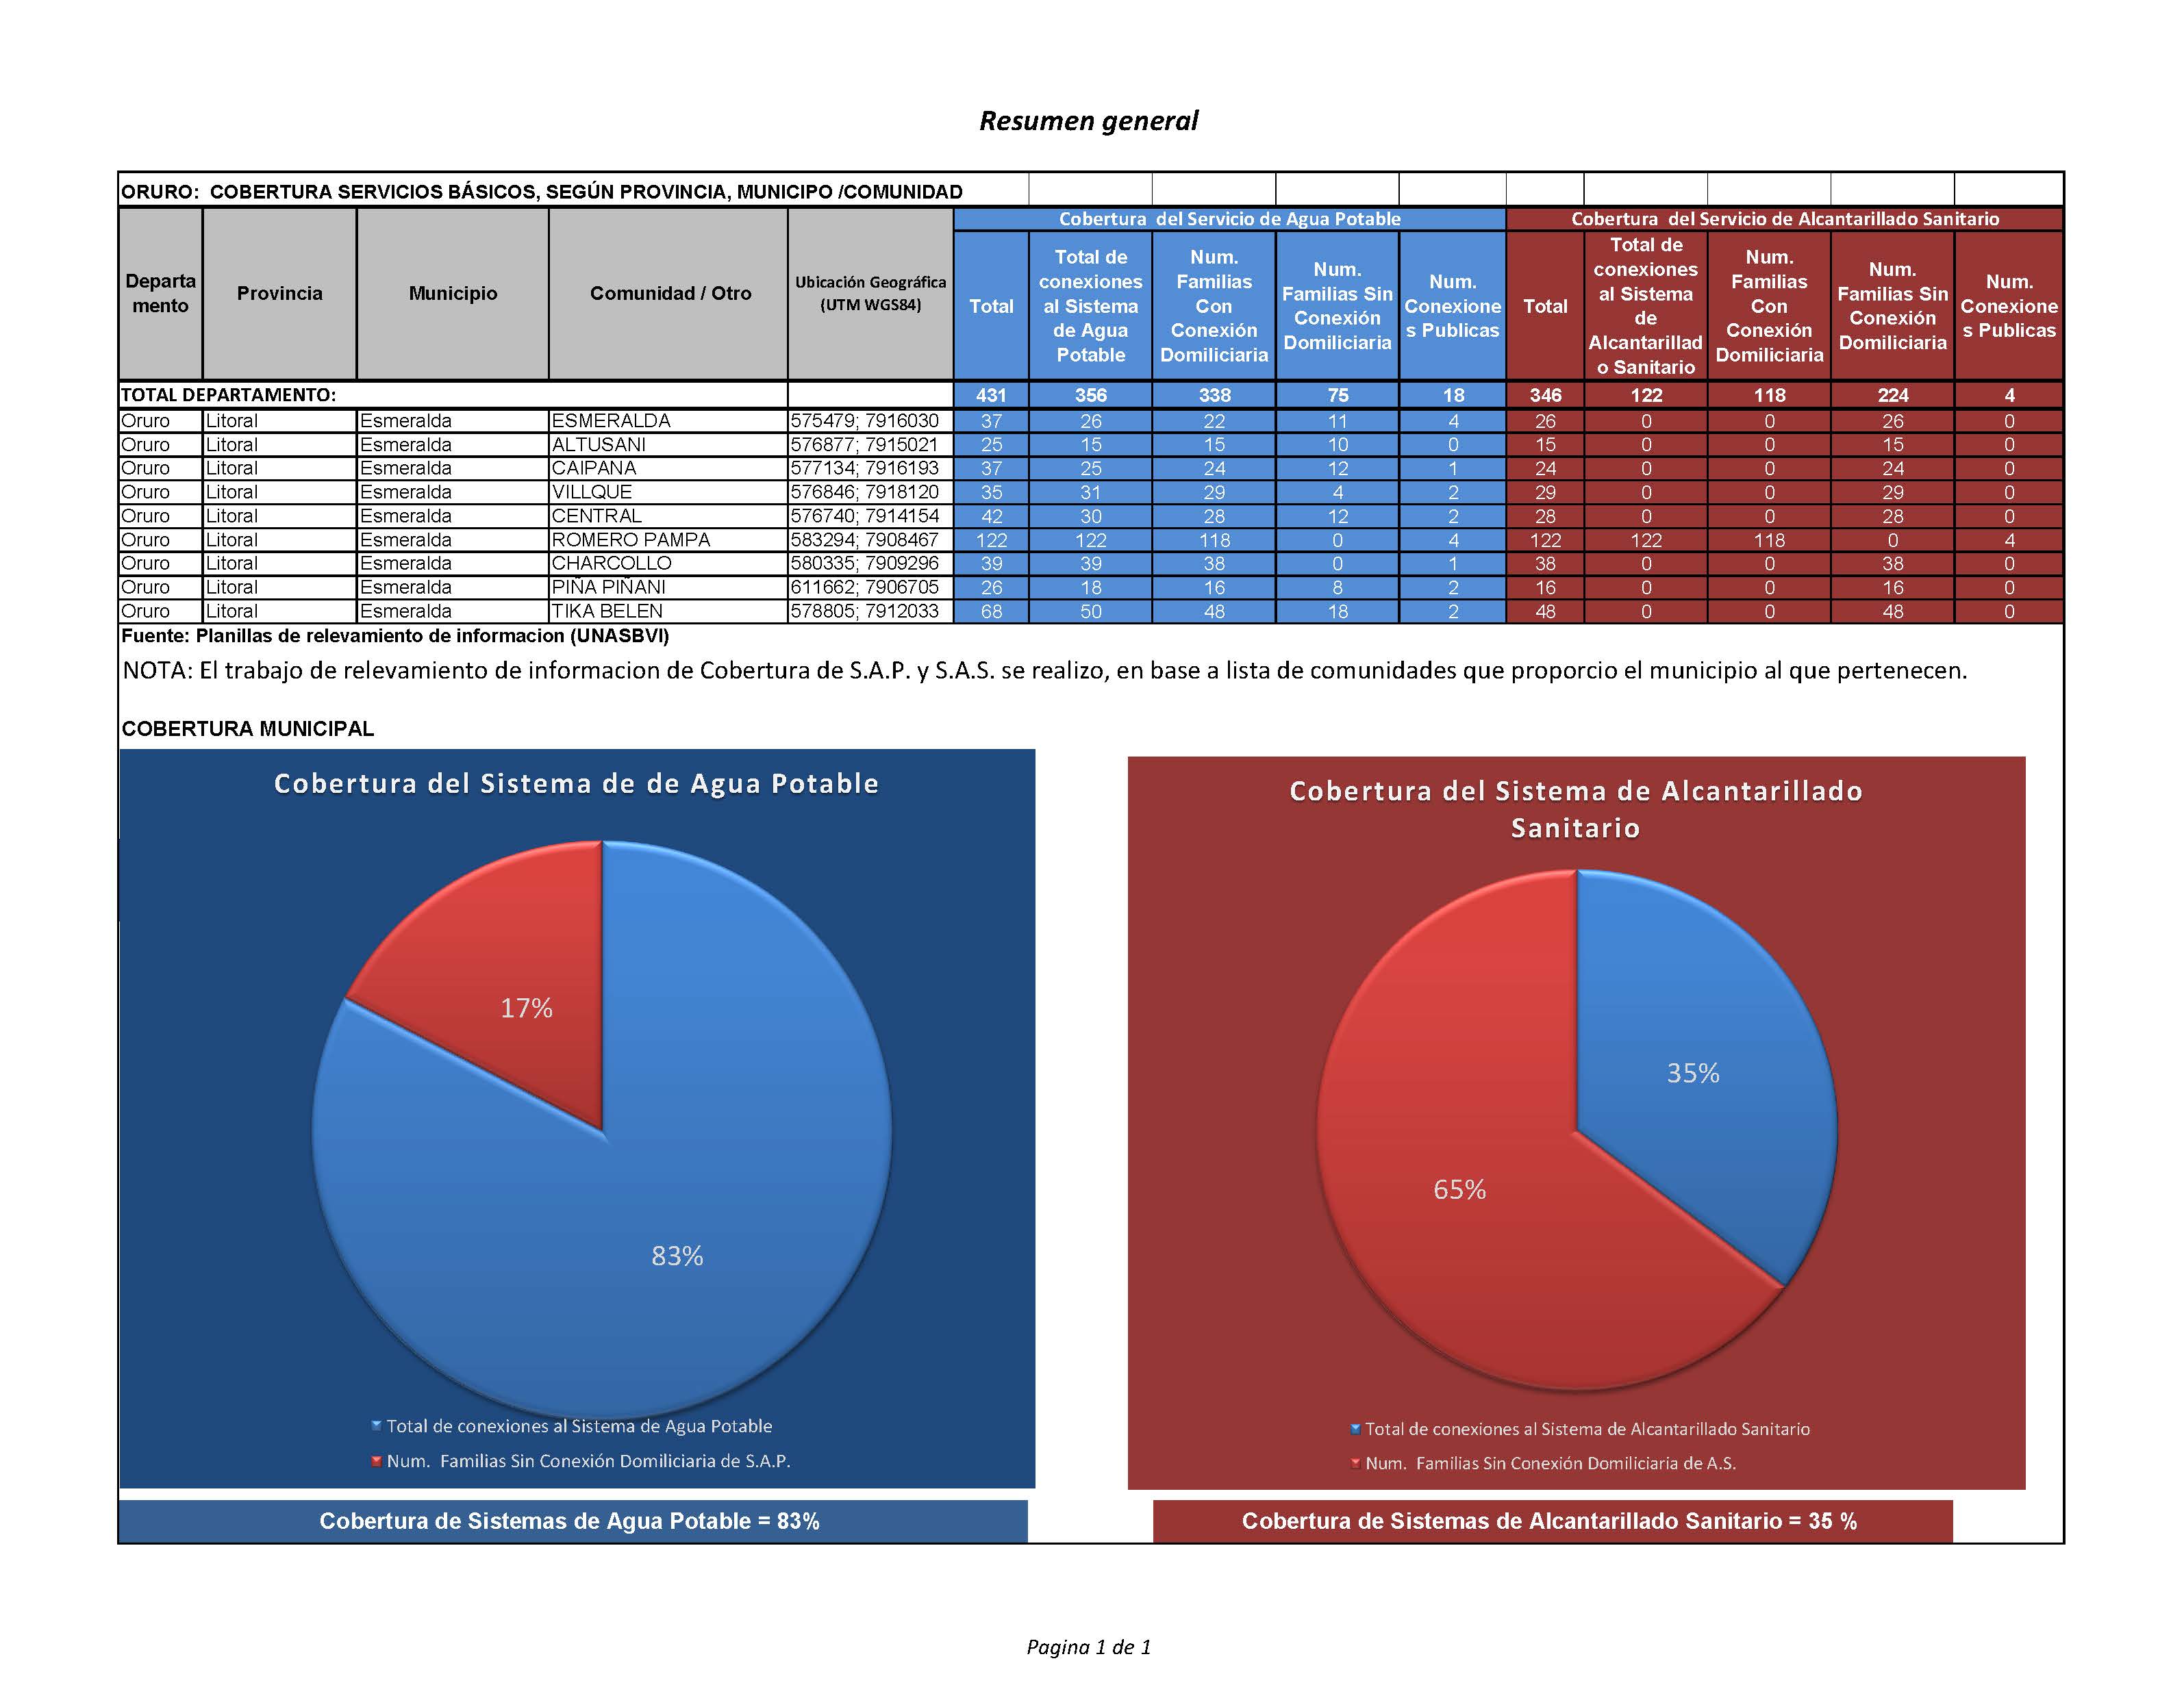 Resumen general
ORURO: COBERTURA SERVICIOS BÁSICOS, SEGÚN PROVINCIA, MUNICIPO /COMUNIDAD
Cobertura del Servicio de Agua Potable Cobertura del Servicio de Alcantarillado Sanitario
Departa
mento
Provincia
Municipio
Comunidad / Otro
Ubicación Geográfica
(UTM WGS84)
Total
Total de
conexiones
al Sistema
de Agua
Potable
Num.
Familias
Con
Conexión
Domiliciaria
Num.
Familias Sin
Conexión
Domiliciaria
Num.
Conexione
s Publicas
Total
Total de
conexiones
al Sistema
de
Alcantarillad
o Sanitario
Num.
Familias
Con
Conexión
Domiliciaria
Num.
Familias Sin
Conexión
Domiliciaria
Num.
Conexione
s Publicas
TOTAL DEPARTAMENTO: 431 356 338 75 18 346 122 118 224 4
Oruro Litoral Esmeralda ESMERALDA 575479; 7916030 37 26 22 11 4 26 0 0 26 0
Oruro Litoral Esmeralda ALTUSANI 576877; 7915021 25 15 15 10 0 15 0 0 15 0
Oruro Litoral Esmeralda CAIPANA 577134; 7916193 37 25 24 12 1 24 0 0 24 0
Oruro Litoral Esmeralda VILLQUE 576846; 7918120 35 31 29 4 2 29 0 0 29 0
Oruro Litoral Esmeralda CENTRAL 576740; 7914154 42 30 28 12 2 28 0 0 28 0
Oruro Litoral Esmeralda ROMERO PAMPA 583294; 7908467 122 122 118 0 4 122 122 118 0 4
Oruro Litoral Esmeralda CHARCOLLO 580335; 7909296 39 39 38 0 1 38 0 0 38 0
Oruro Litoral Esmeralda PIÑA PIÑANI 611662; 7906705 26 18 16 8 2 16 0 0 16 0
Oruro Litoral Esmeralda TIKA BELEN 578805; 7912033 68 50 48 18 2 48 0 0 48 0
Fuente: Planillas de relevamiento de informacion (UNASBVI)
NOTA: El trabajo de relevamiento de informacion de Cobertura de S.A.P. y S.A.S. se realizo, en base a lista de comunidades que proporcio el municipio al que pertenecen.
COBERTURA MUNICIPAL
Cobertura del Sistema de de Agua Potable
17%
83%
Total de conexiones al Sistema de Agua Potable
Num. Familias Sin Conexión Domiliciaria de S.A.P.
Cobertura de Sistemas de Agua Potable = 83%
Cobertura del Sistema de Alcantarillado
Sanitario
35%
65%
Total de conexiones al Sistema de Alcantarillado Sanitario
Num. Familias Sin Conexión Domiliciaria de A.S.
Cobertura de Sistemas de Alcantarillado Sanitario = 35 %
Pagina 1 de 1